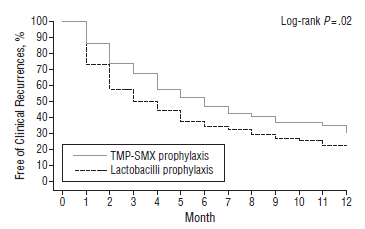 Log-rank P=.02
Free of Clinical Recurrences, %
100
90
80
70
60
50
40
30
20
10
0
TMP-SMX prophylaxis
Lactobacilli prophylaxis
0 1 2 3 4 5 6 7 8 9 10 11 12
Month